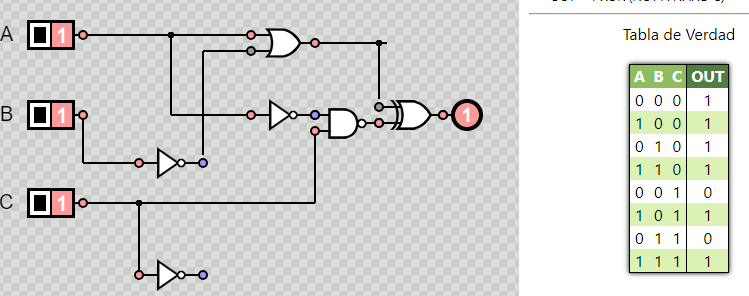 A 1
B 1
C 1
1
Tabla de Verdad
A B C OUT
0 0 0 1
1 0 0 1
0 1 0 1
1 1 0 1
0 0 1 0
1 0 1 1
0 1 1 0
1 1 1 1